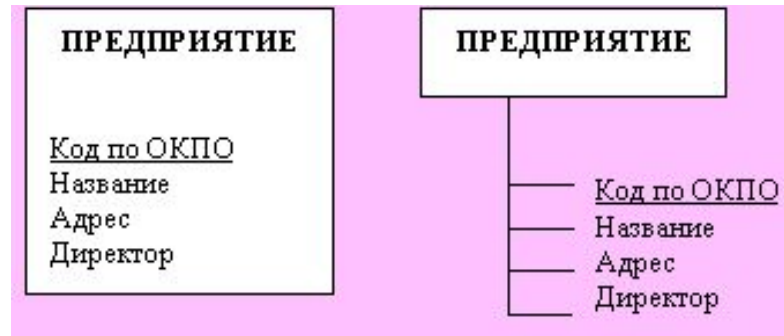 ПРЕДПРИЯТИЕ
Код по ОКПО
Название
Адрес
Директор
ПРЕДПРИЯТИЕ
Код по ОКПО
Название
Адрес
Директор